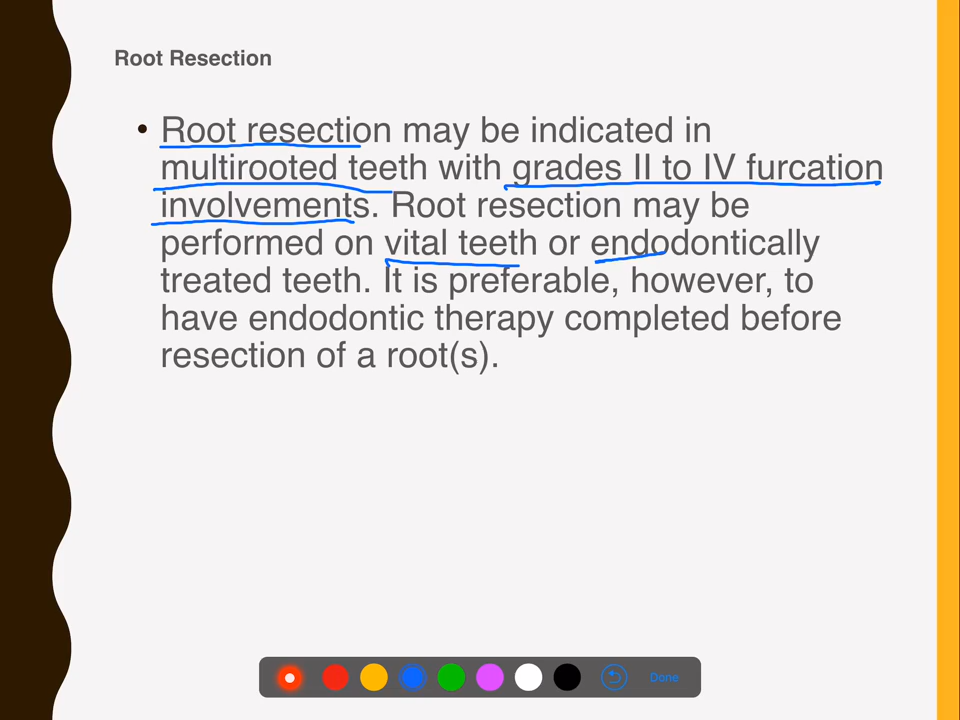 Root Resection
• Root resection may be indicated in
multirooted teeth with grades II to IV furcation
involvements. Root resection may be
performed on vital teeth or endodontically
treated teeth. It is preferable, however, to
have endodontic therapy completed before
resection of a root(s).
Done